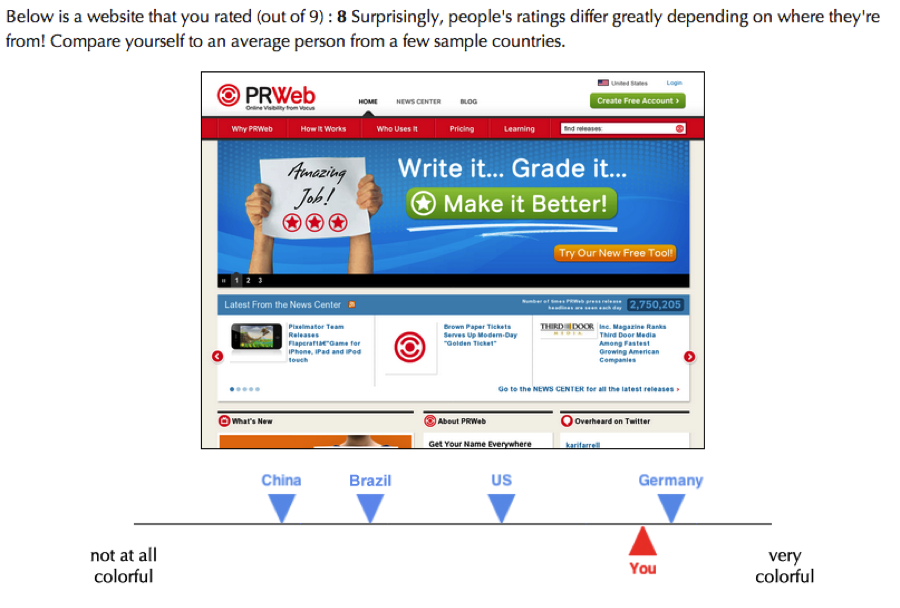 Below is a website that you rated (out of 9) : 8 Surprisingly, people's ratings differ greatly depending on where they're
from! Compare yourself to an average person from a few sample countries.
PRWeb
Online Visibility from Vocus
HOME NEWS CENTER BLOG
United States Login
Create Free Account >
Why PRWeb How It Works Who Uses It Pricing Learning find releases
Amazing
Job!
Write it... Grade it...
Make it Better!
Try Our New Free Tool!
1 2 3
Latest From the News Center
Number of times PRWeb press release
headlines are seen each day
2,750,205
Pixelmator Team
Releases
Flapcraftâ€"Game for
iPhone, iPad and iPod
touch
Brown Paper Tickets
Serves Up Modern-Day
"Golden Ticket"
THIRD DOOR
MEDIA
Inc. Magazine Ranks
Third Door Media
Among Fastest
Growing American
Companies
Go to the NEWS CENTER for all the latest releases ›
What's New About PRWeb Overheard on Twitter
Get Your Name Everywhere
karifarrell
China Brazil US Germany
not at all
colorful
You
very
colorful